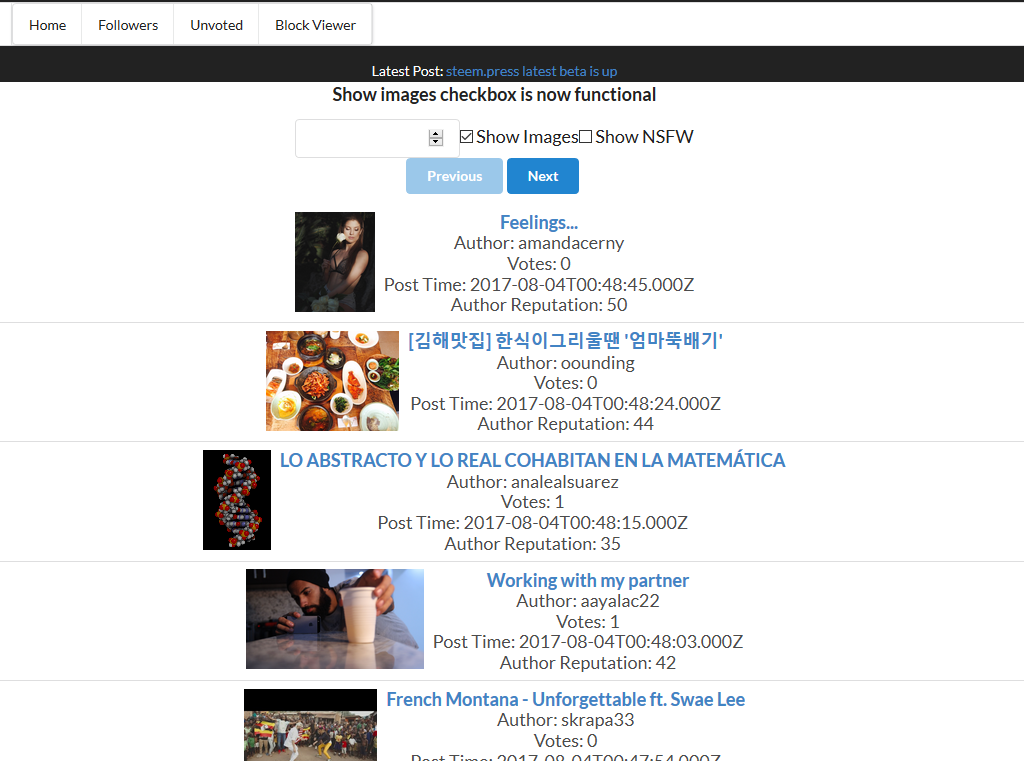 Home Followers Unvoted Block Viewer
Latest Post: steem.press latest beta is up
Show images checkbox is now functional
Show Images Show NSFW
Previous Next
Feelings...
Author: amandacerny
Votes: 0
Post Time: 2017-08-04T00:48:45.000Z
Author Reputation: 50
[김해맛집] 한식이그리울땐 '엄마뚝배기'
Author: oounding
Votes: 0
Post Time: 2017-08-04T00:48:24.000Z
Author Reputation: 44
LO ABSTRACTO Y LO REAL COHABITAN EN LA MATEMÁTICA
Author: analealsuarez
Votes: 1
Post Time: 2017-08-04T00:48:15.000Z
Author Reputation: 35
Working with my partner
Author: aayalac22
Votes: 1
Post Time: 2017-08-04T00:48:03.000Z
Author Reputation: 42
French Montana - Unforgettable ft. Swae Lee
Author: skrapa33
Votes: 0
Post Time: 2017-08-04T00:47:54.000Z